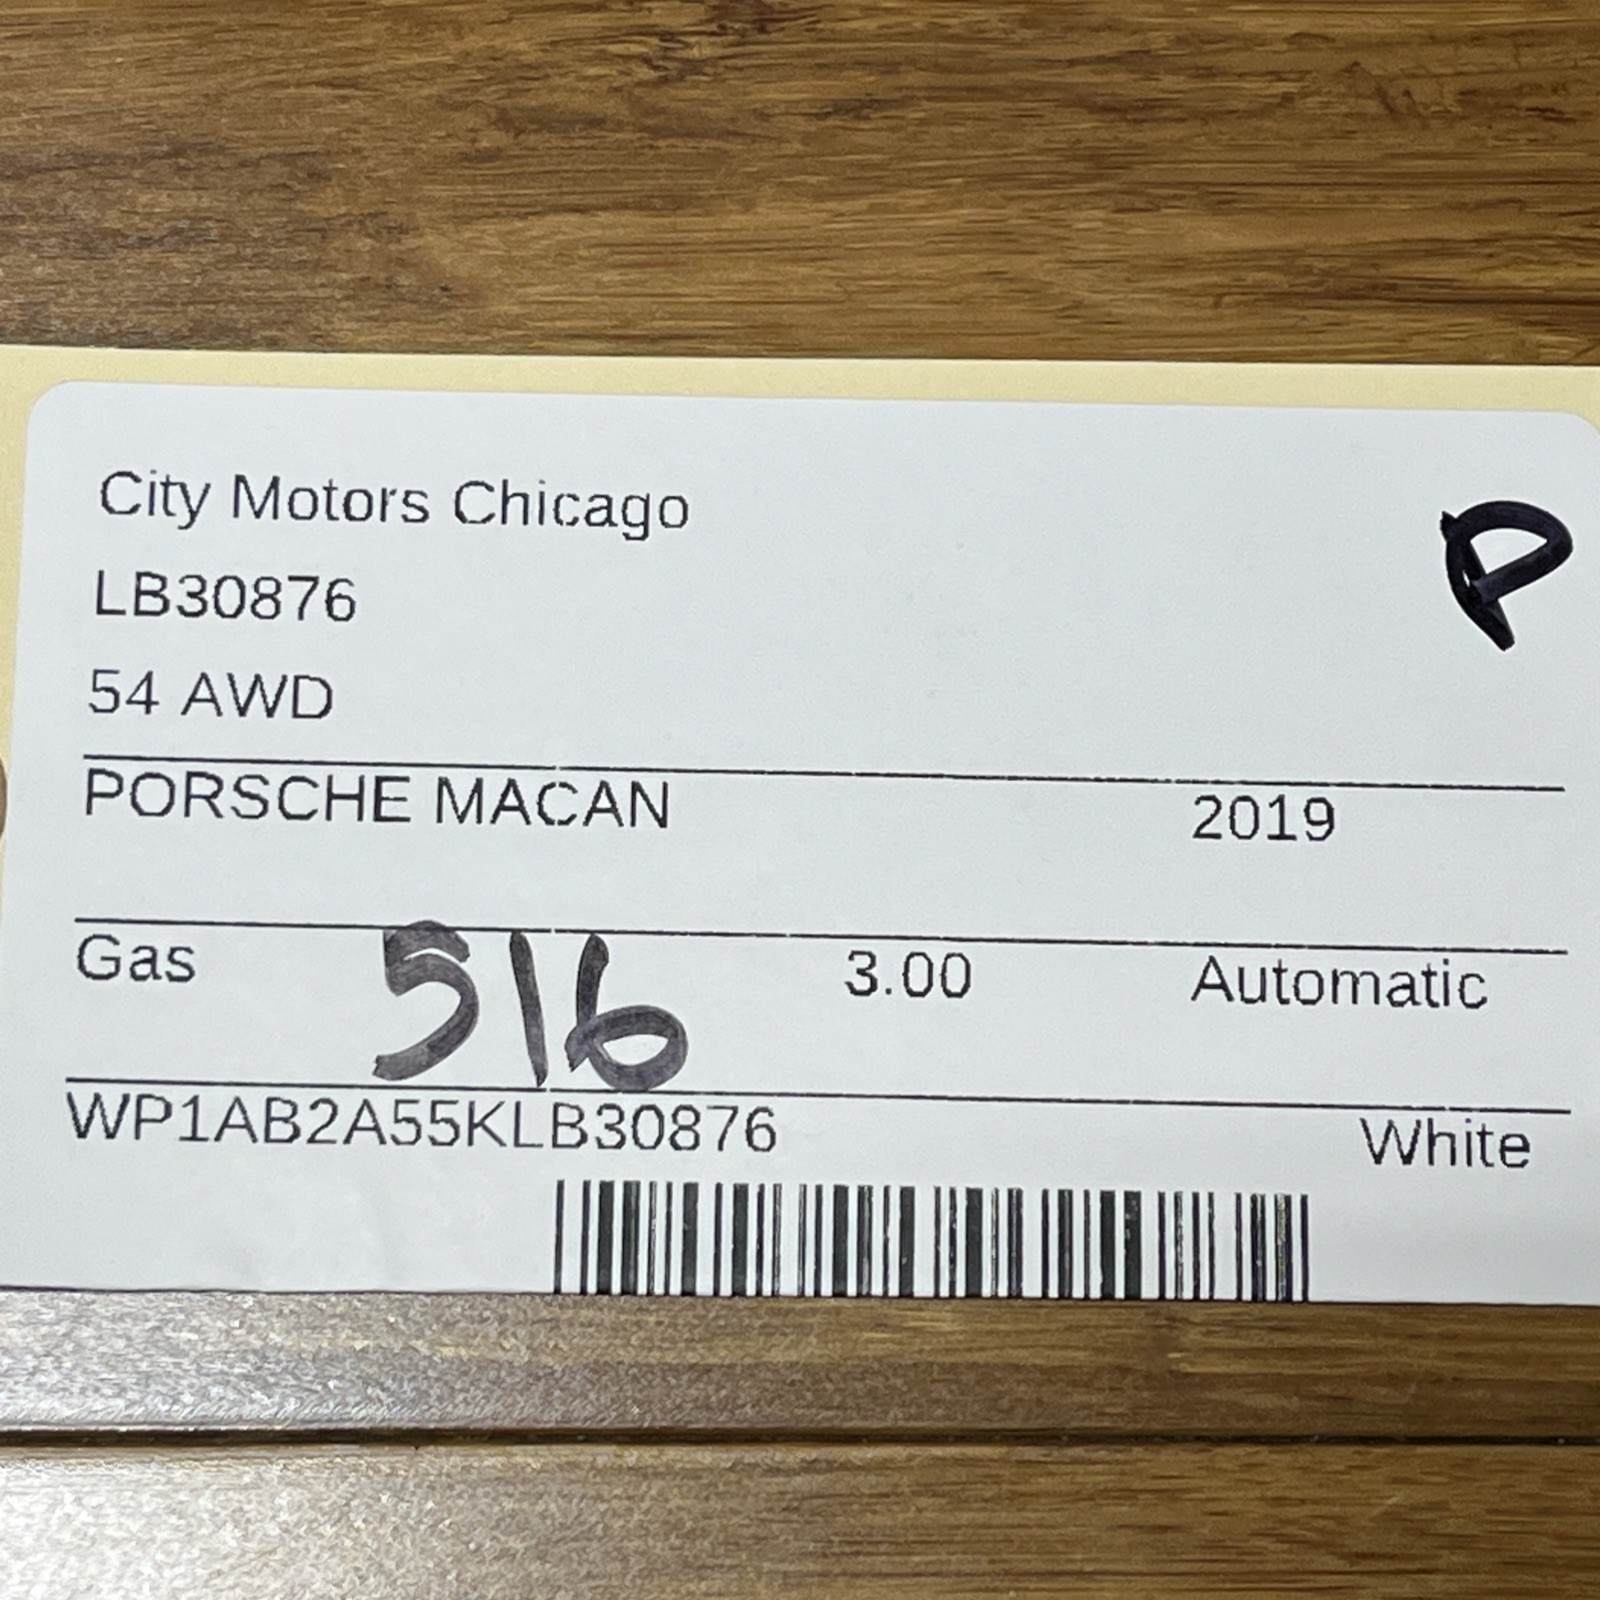 City Motors Chicago
P
LB30876
54 AWD
PORSCHE MACAN 2019
Gas 516 3.00 Automatic
WP1AB2A55KLB30876 White